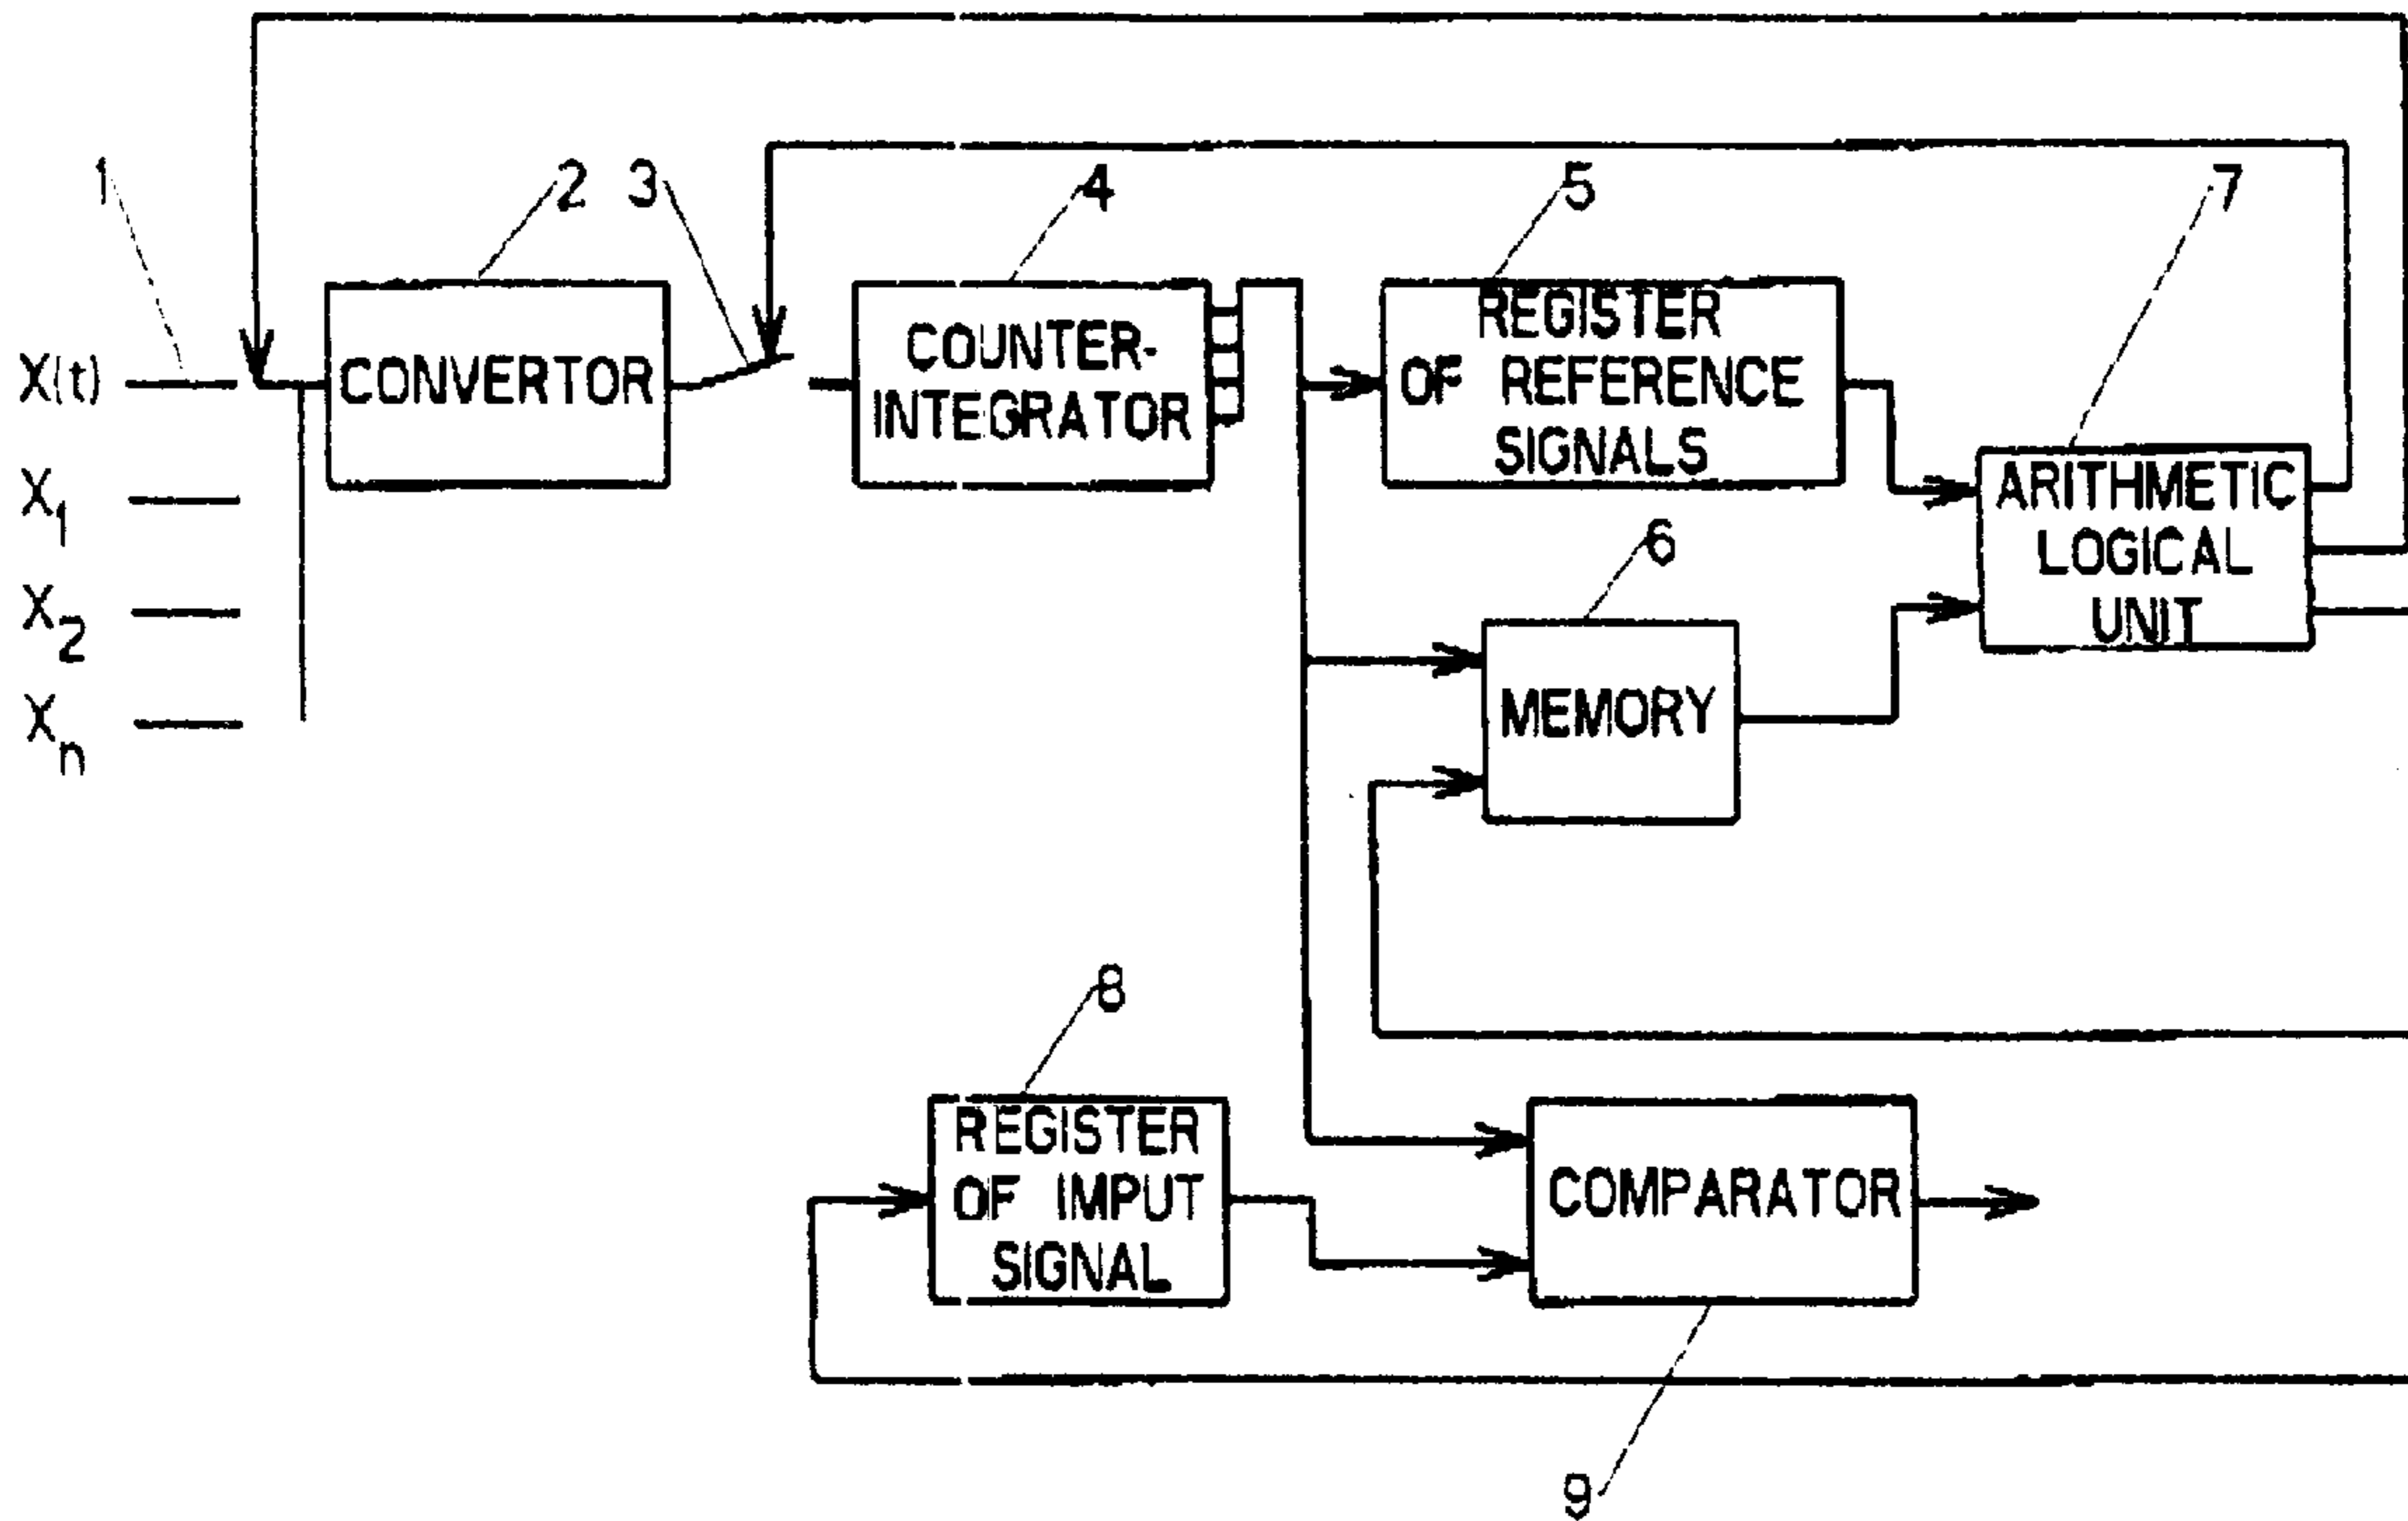 1
2
3
4
5
7
X(t)
CONVERTOR
COUNTER-
INTEGRATOR
REGISTER
OF REFERENCE
SIGNALS
ARITHMETIC
LOGICAL
UNIT
X1
X2
Xn
6
MEMORY
8
REGISTER
OF IMPUT
SIGNAL
COMPARATOR
9